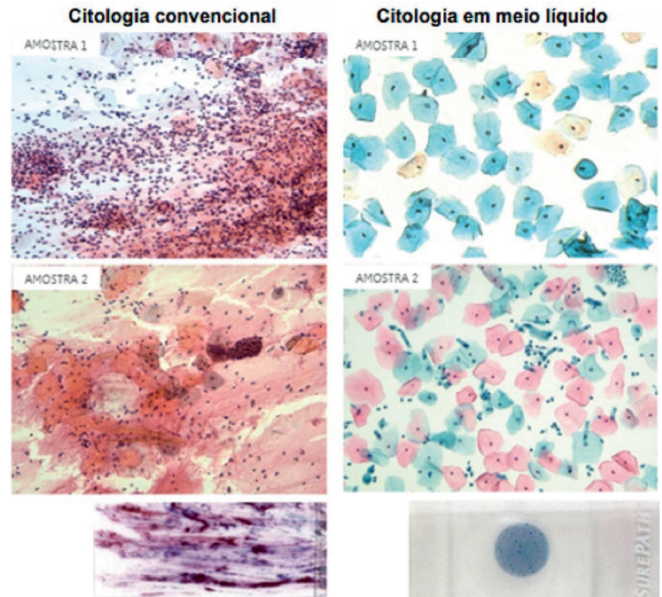 Citologia convencional
Citologia em meio líquido
AMOSTRA 1
AMOSTRA 1
AMOSTRA 2
AMOSTRA 2
SUREPATH